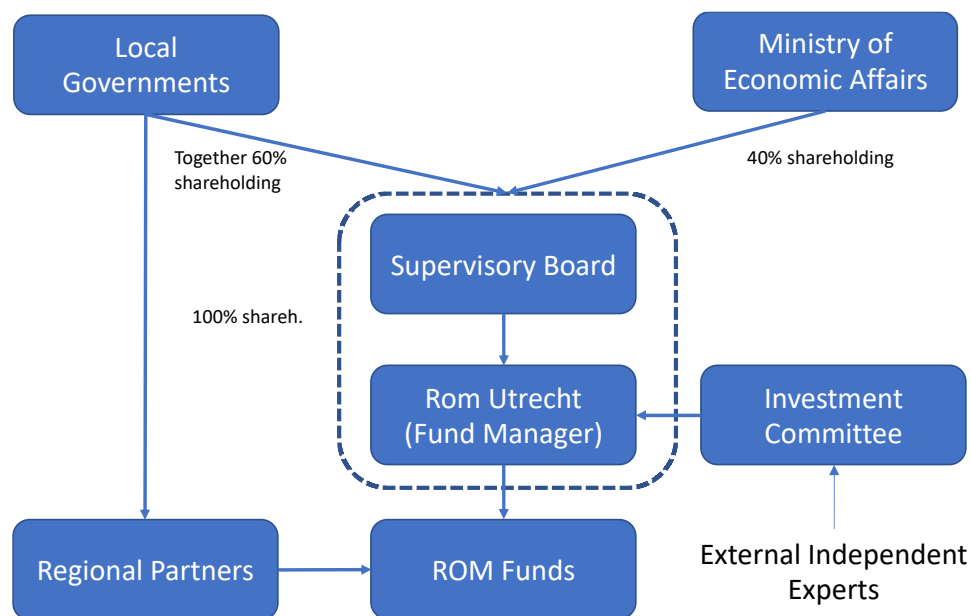 Local
Governments
Ministry of
Economic Affairs
Together 60%
shareholding
40% shareholding
Supervisory Board
100% shareh.
Rom Utrecht
(Fund Manager)
Investment
Committee
Regional Partners
ROM Funds
External Independent
Experts